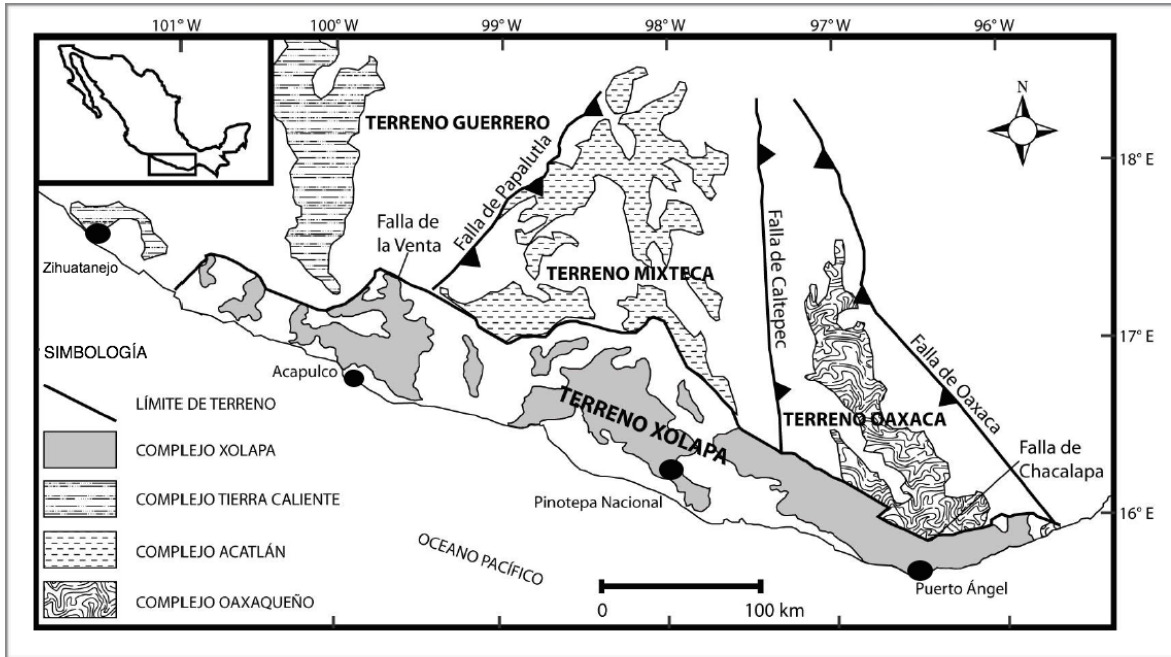 101° W
100° W
99° W
98° W
97° W
96° W
N
TERRENO GUERRERO
Falla de Papalutla
18° E
Falla de
la Venta
Zihuatanejo
TERRENO MIXTECA
Falla de Caltepec
17° E
SIMBOLOGÍA
Acapulco
Falla de Oaxaca
LÍMITE DE TERRENO
TERRENO XOLAPA
TERRENO OAXACA
COMPLEJO XOLAPA
Falla de
Chacalapa
COMPLEJO TIERRA CALIENTE
Pinotepa Nacional
16° E
COMPLEJO ACATLÁN
OCEANO PACÍFICO
Puerto Ángel
COMPLEJO OAXAQUEÑO
0
100 km